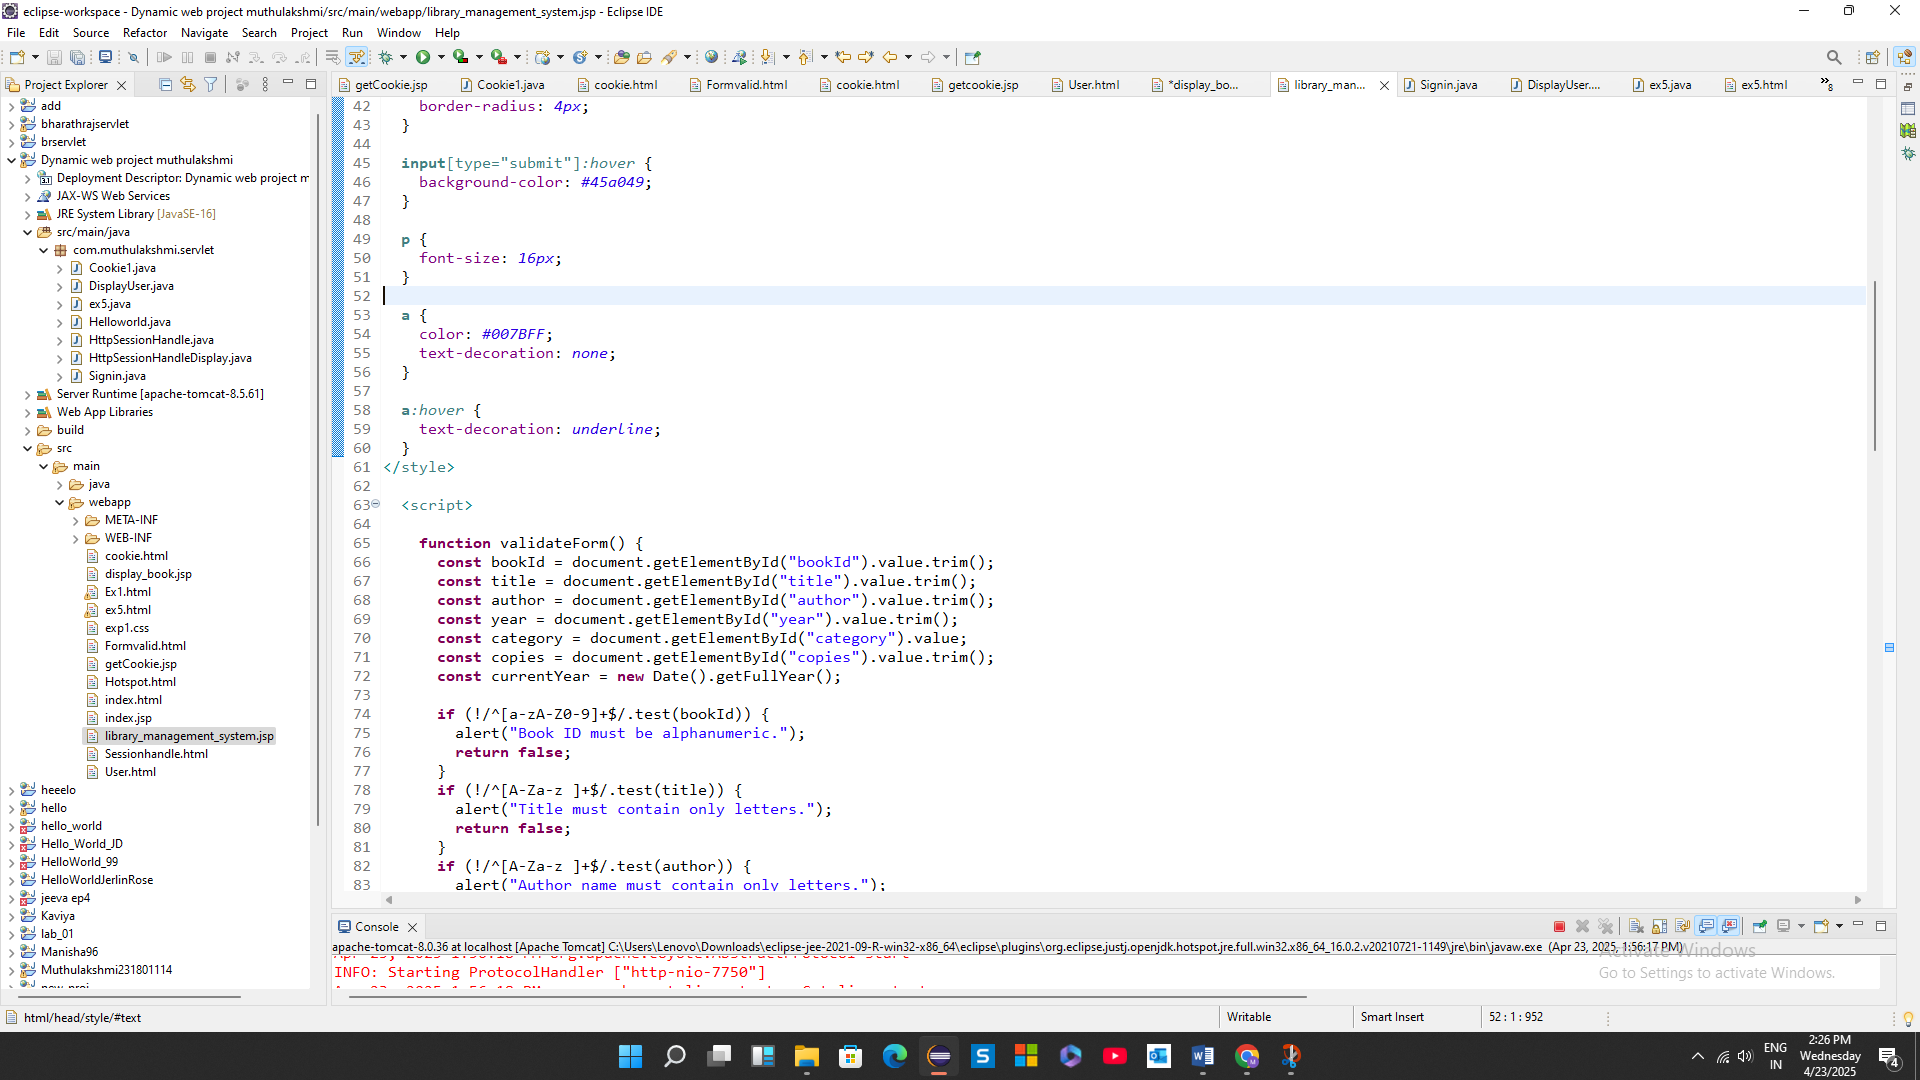 eclipse-workspace - Dynamic web project muthulakshmi/src/main/webapp/library_management_system.jsp - Eclipse IDE
File Edit Source Refactor Navigate Search Project Run Window Help
Project Explorer
getCookie.jsp Cookie1.java cookie.html Formvalid.html cookie.html getcookie.jsp User.html *display_bo... library_man... Signin.java DisplayUser.... ex5.java ex5.html »8
add
bharathrajservlet
brservlet
Dynamic web project muthulakshmi
Deployment Descriptor: Dynamic web project m
JAX-WS Web Services
JRE System Library [JavaSE-16]
src/main/java
com.muthulakshmi.servlet
Cookie1.java
DisplayUser.java
ex5.java
Helloworld.java
HttpSessionHandle.java
HttpSessionHandleDisplay.java
Signin.java
Server Runtime [apache-tomcat-8.5.61]
Web App Libraries
build
src
main
java
webapp
META-INF
WEB-INF
cookie.html
display_book.jsp
Ex1.html
ex5.html
exp1.css
Formvalid.html
getCookie.jsp
Hotspot.html
index.html
index.jsp
library_management_system.jsp
Sessionhandle.html
User.html
heeelo
hello
hello_world
Hello_World_JD
HelloWorld_99
HelloWorldJerlinRose
jeeva ep4
Kaviya
lab_01
Manisha96
Muthulakshmi231801114
42 border-radius: 4px;
43 }
44
45 input[type="submit"]:hover {
46 background-color: #45a049;
47 }
48
49 p {
50 font-size: 16px;
51 }
52
53 a {
54 color: #007BFF;
55 text-decoration: none;
56 }
57
58 a:hover {
59 text-decoration: underline;
60 }
61 </style>
62
63 <script>
64
65 function validateForm() {
66 const bookId = document.getElementById("bookId").value.trim();
67 const title = document.getElementById("title").value.trim();
68 const author = document.getElementById("author").value.trim();
69 const year = document.getElementById("year").value.trim();
70 const category = document.getElementById("category").value;
71 const copies = document.getElementById("copies").value.trim();
72 const currentYear = new Date().getFullYear();
73
74 if (!/^[a-zA-Z0-9]+$/.test(bookId)) {
75 alert("Book ID must be alphanumeric.");
76 return false;
77 }
78 if (!/^[A-Za-z ]+$/.test(title)) {
79 alert("Title must contain only letters.");
80 return false;
81 }
82 if (!/^[A-Za-z ]+$/.test(author)) {
83 alert("Author name must contain only letters.");
Console
apache-tomcat-8.0.36 at localhost [Apache Tomcat] C:\Users\Lenovo\Downloads\eclipse-jee-2021-09-R-win32-x86_64\eclipse\plugins\org.eclipse.justj.openjdk.hotspot.jre.full.win32.x86_64_16.0.2.v20210721-1149\jre\bin\javaw.exe (Apr 23, 2025, 1:56:17 PM)
INFO: Starting ProtocolHandler ["http-nio-7750"]
Activate Windows
Go to Settings to activate Windows.
html/head/style/#text Writable Smart Insert 52 : 1 : 952
ENG
IN
2:26 PM
Wednesday
4/23/2025
4